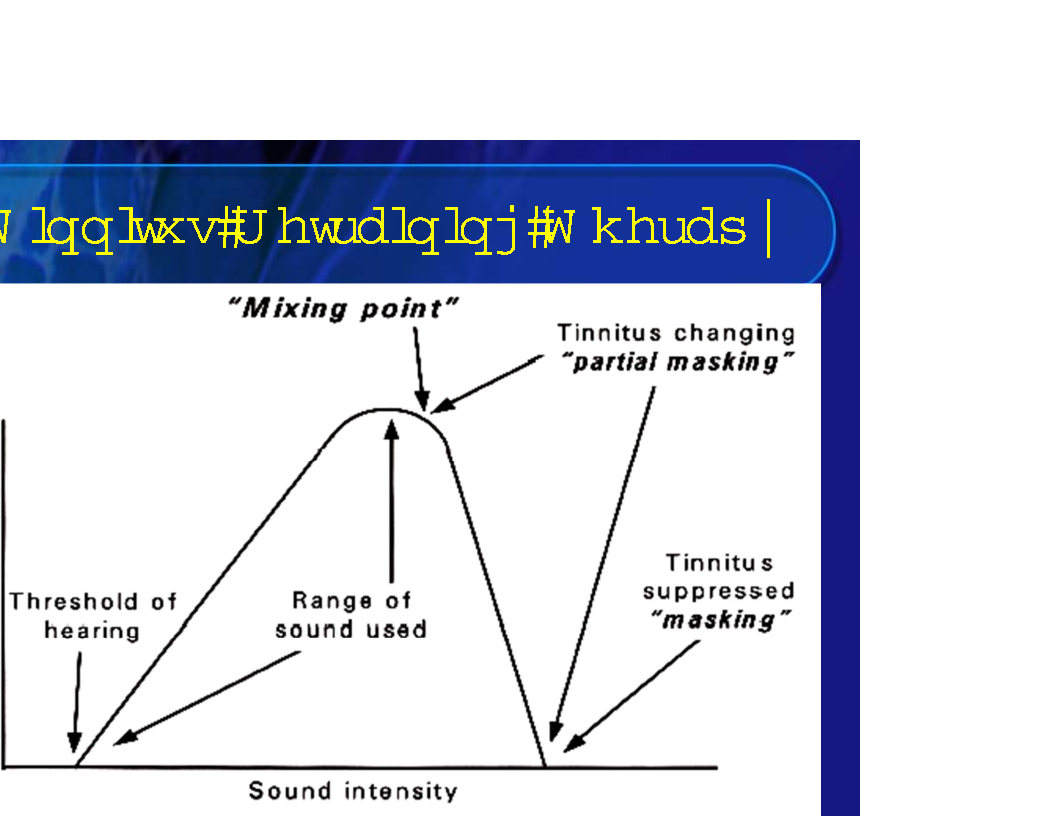 Wlqqlwxv#Uhwudlqlqj#Wkhuds|
“Mixing point”
Tinnitus changing
“partial masking”
Tinnitus
suppressed
“masking”
Threshold of
hearing
Range of
sound used
Sound intensity